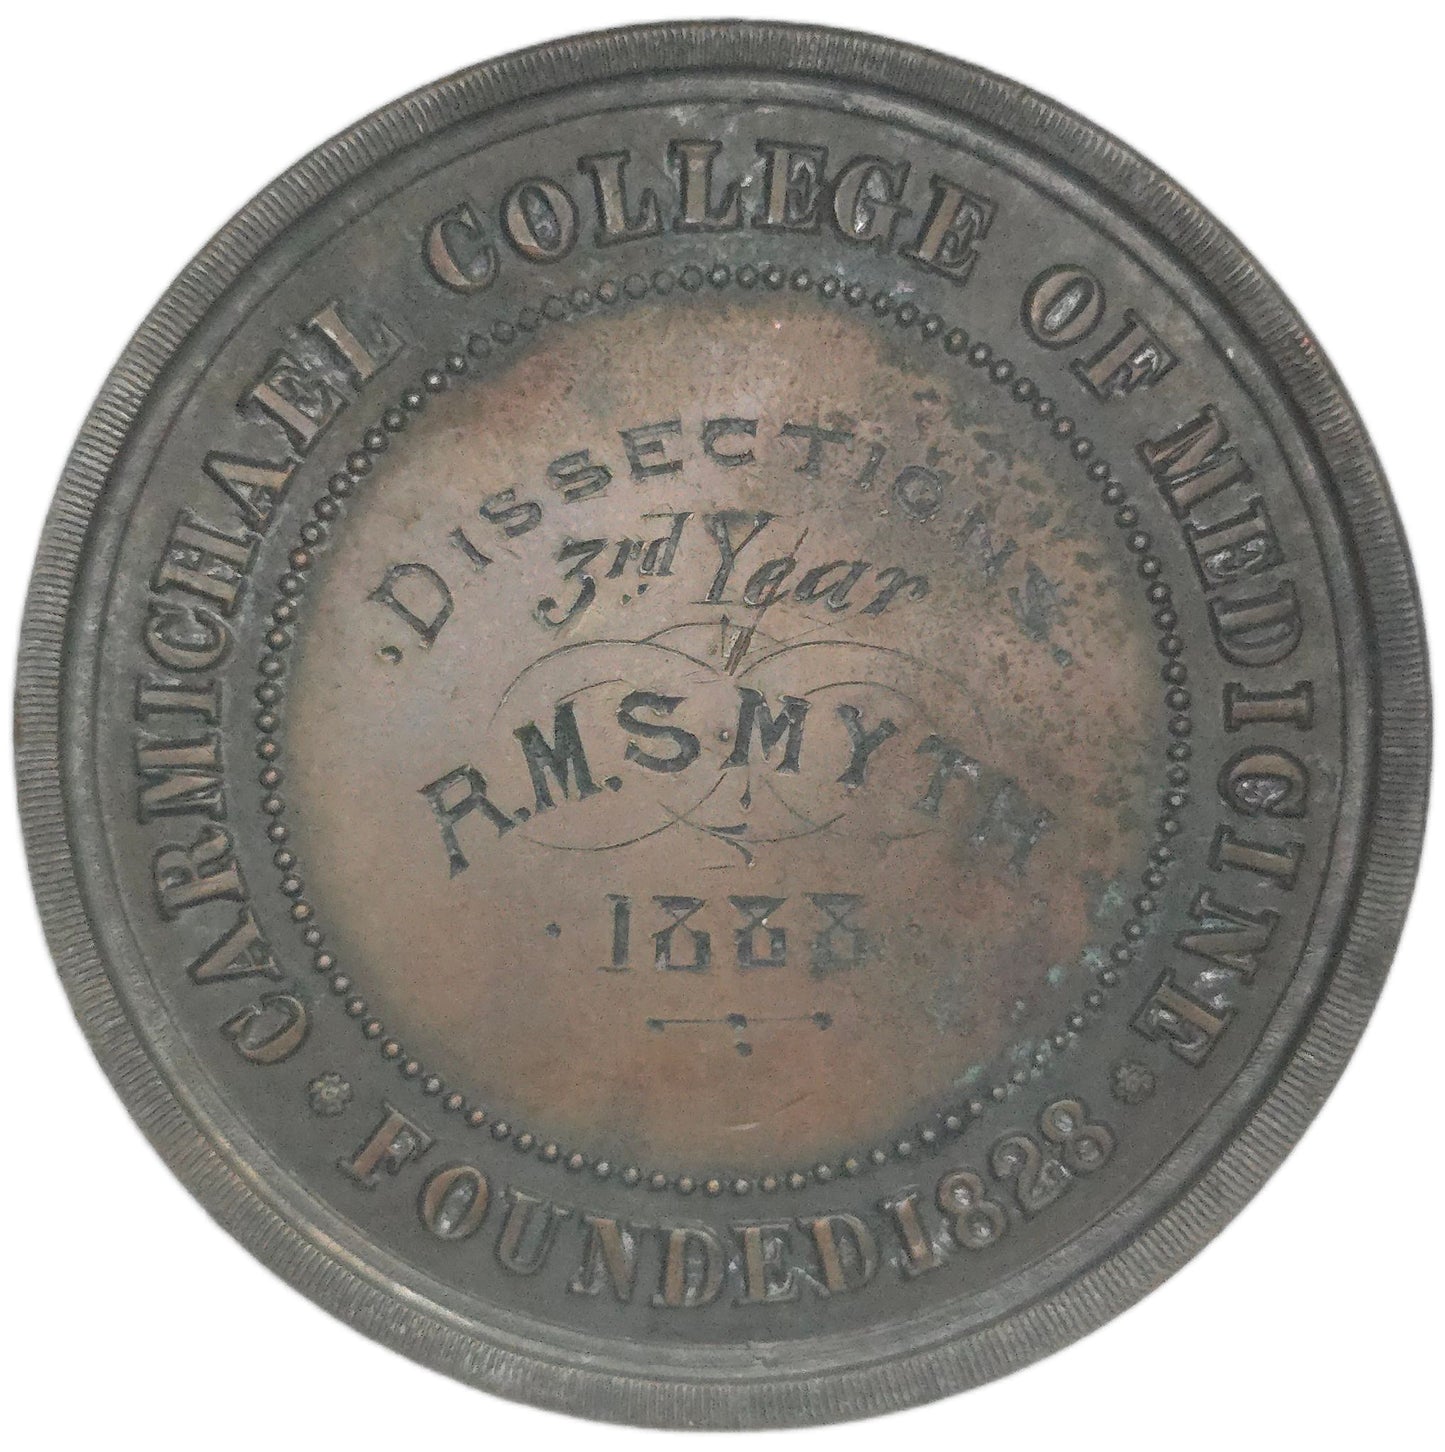 CARMICHAEL COLLEGE OF MEDICINE
DISSECTIONS
3rd Year
R.M. SMYTH
1888
FOUNDED 1828